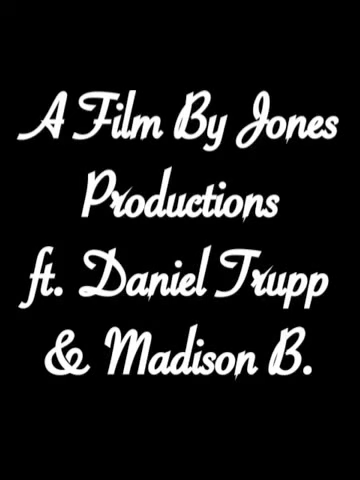 A Film By Jones
Productions
ft. Daniel Trupp
& Madison B.